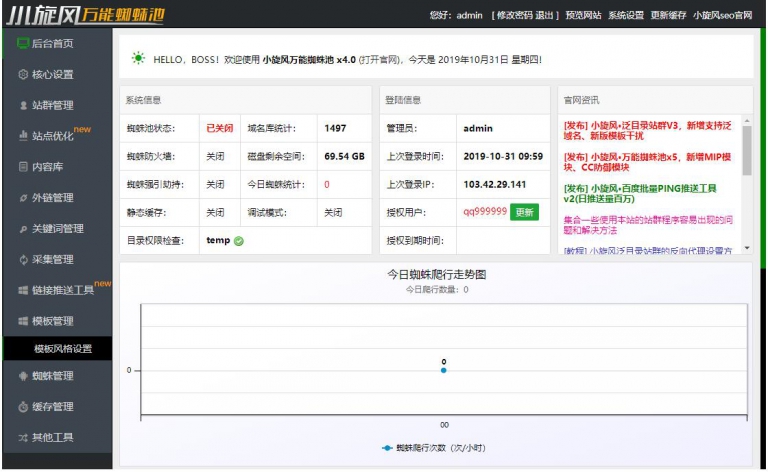 小旋风万能蜘蛛池
您好：admin [ 修改密码 退出 ] 预览网站 系统设置 更新缓存 小旋风seo官网
后台首页
核心设置
站群管理
站点优化new
内容库
外链管理
关键词管理
采集管理
链接推送工具new
模板管理
模板风格设置
蜘蛛管理
缓存管理
其他工具
HELLO，BOSS！欢迎使用 小旋风万能蜘蛛池 x4.0 (打开官网)，今天是 2019年10月31日 星期四!
系统信息
蜘蛛池状态： 已关闭 域名库统计： 1497
蜘蛛防火墙： 关闭 磁盘剩余空间： 69.54 GB
蜘蛛强引劫持： 关闭 今日蜘蛛统计： 0
静态缓存： 关闭 调试模式： 关闭
目录权限检查： temp
登陆信息
管理员： admin
上次登录时间： 2019-10-31 09:59
上次登录IP： 103.42.29.141
授权用户： qq999999 更新
授权到期时间：
官网资讯
[发布] 小旋风•泛目录站群V3，新增支持泛
域名、新版模板干扰
[发布] 小旋风•万能蜘蛛池x5，新增MIP模
块、CC防御模块
[发布] 小旋风•百度批量PING推送工具
v2(日推送量百万)
集合一些使用本站的站群程序容易出现的问
题和解决方法
[教程] 小旋风泛目录站群的反向代理设置方
今日蜘蛛爬行走势图
今日爬行数量：0
0
0
00
蜘蛛爬行次数（次/小时）